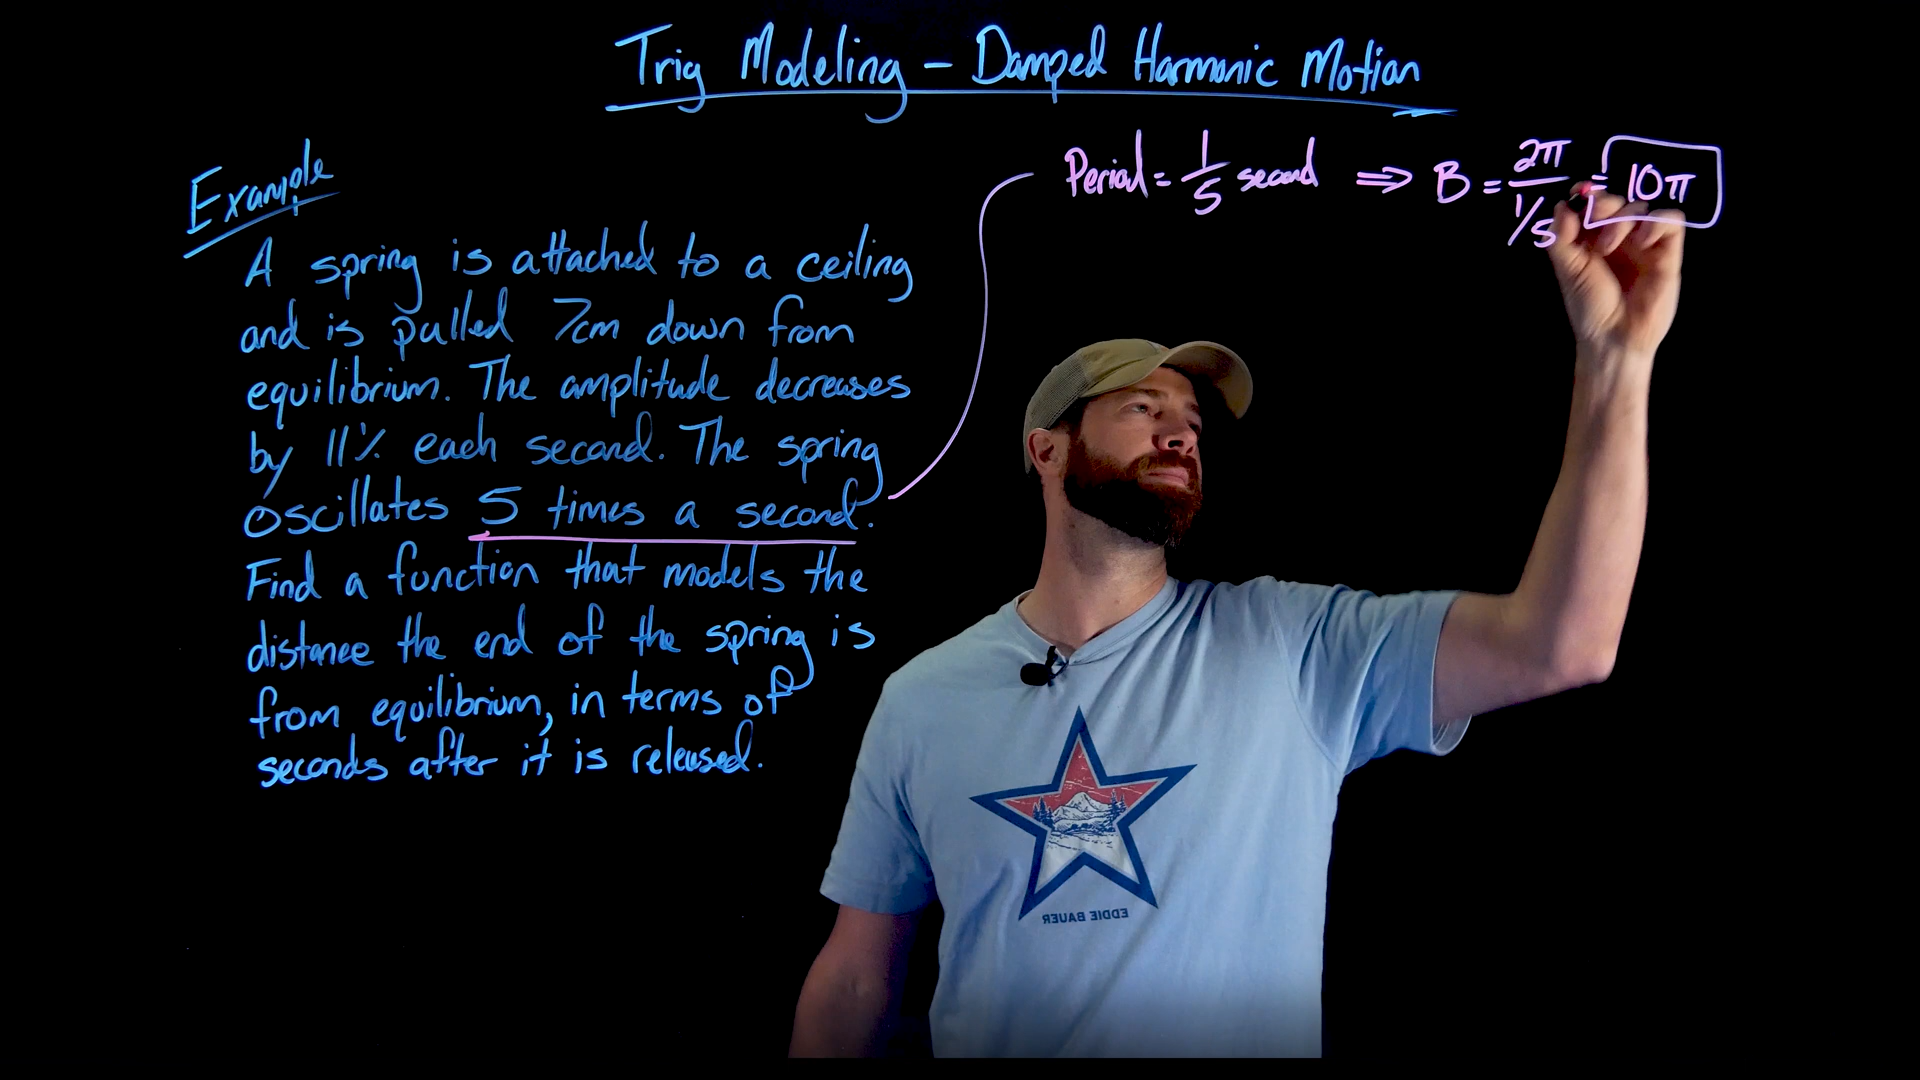 Trig Modeling - Damped Harmonic Motion
Example
A spring is attached to a ceiling
and is pulled 7cm down from
equilibrium. The amplitude decreases
by 11% each second. The spring
oscillates 5 times a second.
Find a function that models the
distance the end of the spring is
from equilibrium, in terms of
seconds after it is released.
Period = 1/5 second ⇒ B = 2π / 1/5 = 10π
EDDIE BAUER